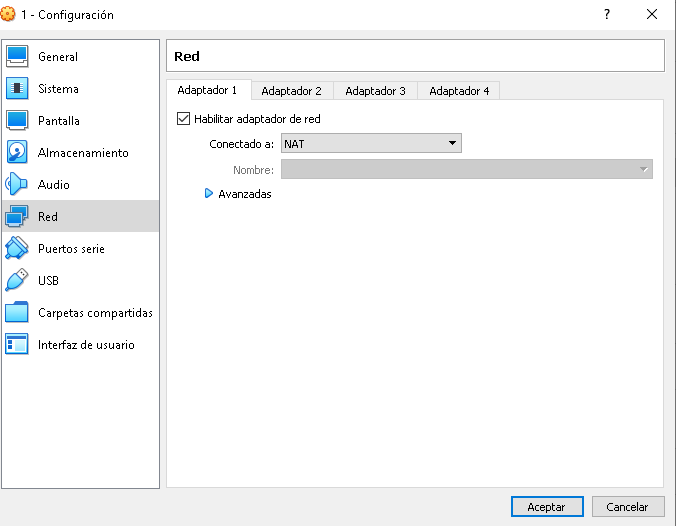 1 - Configuración
?
General
Sistema
Pantalla
Almacenamiento
Audio
Red
Puertos serie
USB
Carpetas compartidas
Interfaz de usuario
Red
Adaptador 1 Adaptador 2 Adaptador 3 Adaptador 4
Habilitar adaptador de red
Conectado a: NAT
Nombre:
Avanzadas
Aceptar Cancelar